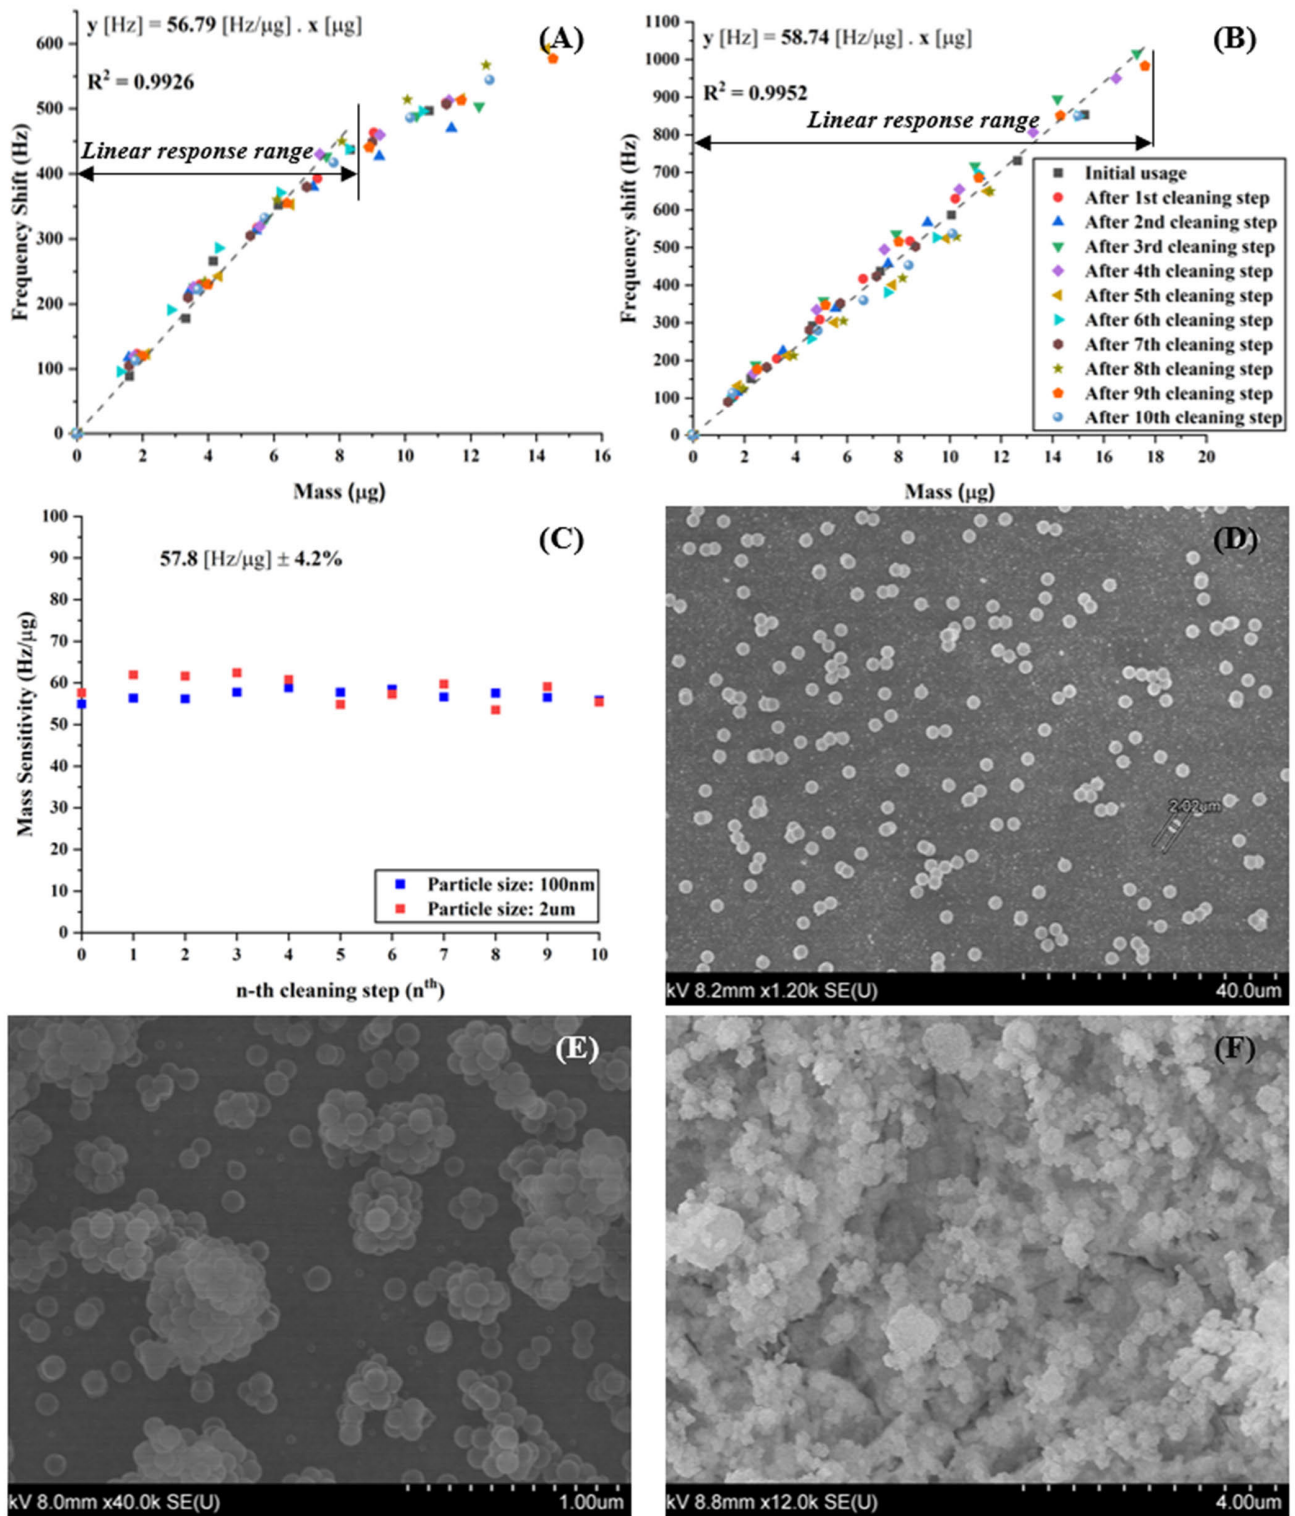 (A)
y [Hz] = 56.79 [Hz/μg] . x [μg]
R² = 0.9926
Linear response range
Frequency Shift (Hz)
600
500
400
300
200
100
0
0 2 4 6 8 10 12 14 16
Mass (μg)
(B)
y [Hz] = 58.74 [Hz/μg] . x [μg]
R² = 0.9952
Linear response range
Frequency shift (Hz)
1100
1000
900
800
700
600
500
400
300
200
100
0
Initial usage
After 1st cleaning step
After 2nd cleaning step
After 3rd cleaning step
After 4th cleaning step
After 5th cleaning step
After 6th cleaning step
After 7th cleaning step
After 8th cleaning step
After 9th cleaning step
After 10th cleaning step
0 2 4 6 8 10 12 14 16 18 20
Mass (μg)
(C)
57.8 [Hz/μg] ± 4.2%
Mass Sensitivity (Hz/μg)
100
90
80
70
60
50
40
30
20
10
0
Particle size: 100nm
Particle size: 2um
0 1 2 3 4 5 6 7 8 9 10
n-th cleaning step (nᵗʰ)
(D)
2.02um
kV 8.2mm x1.20k SE(U) 40.0um
(E)
kV 8.0mm x40.0k SE(U) 1.00um
(F)
kV 8.8mm x12.0k SE(U) 4.00um